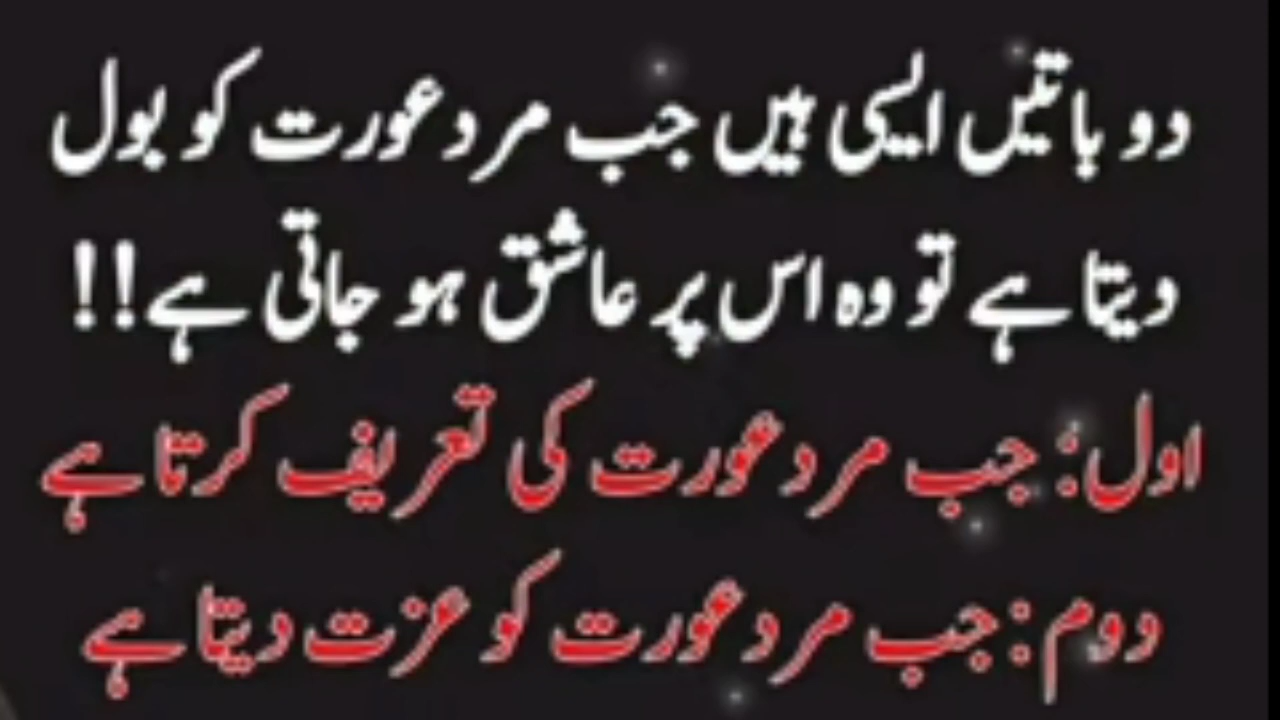 دو باتیں ایسی ہیں جب مرد عورت کو بول
دیتا ہے تو وہ اس پر عاشق ہو جاتی ہے!!
اول: جب مرد عورت کی تعریف کرتا ہے
دوم: جب مرد عورت کو عزت دیتا ہے